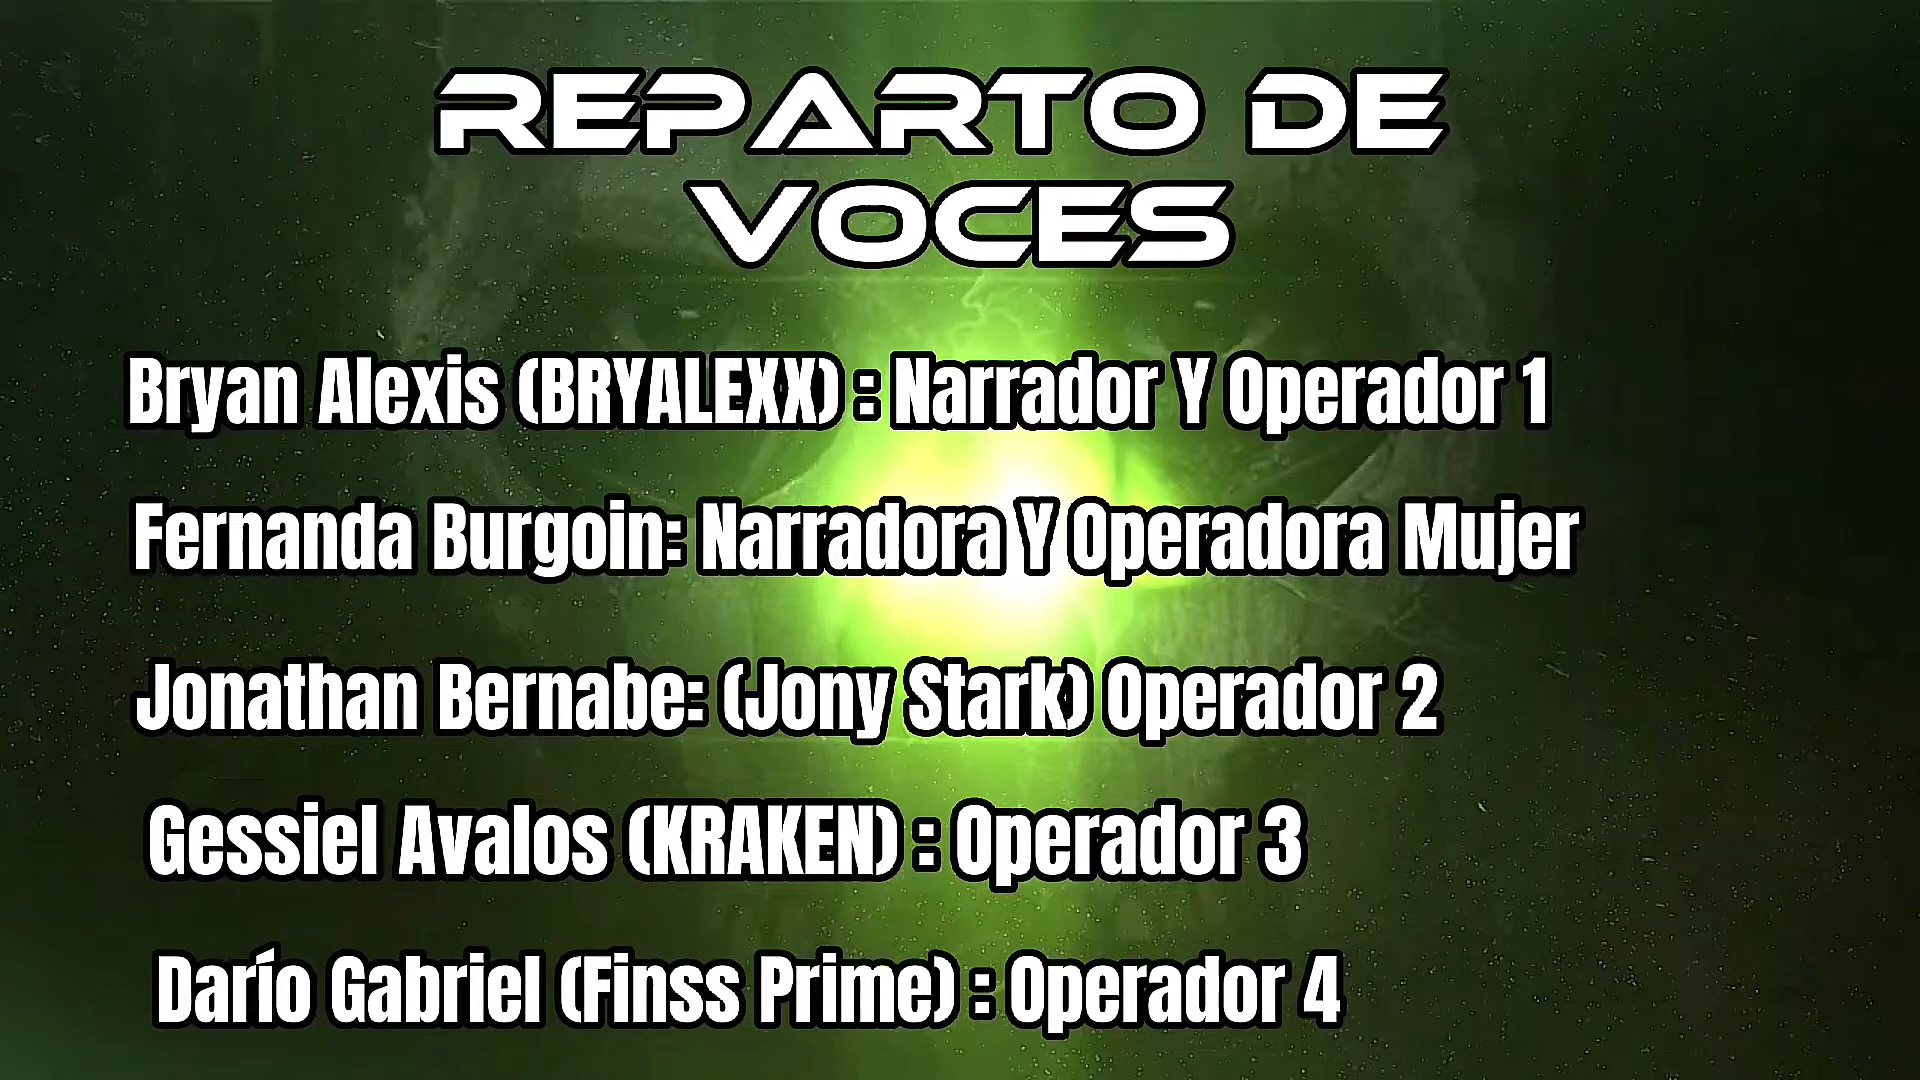 REPARTO DE
VOCES
Bryan Alexis (BRYALEXX) : Narrador Y Operador 1
Fernanda Burgoin: Narradora Y Operadora Mujer
Jonathan Bernabe: (Jony Stark) Operador 2
Gessiel Avalos (KRAKEN) : Operador 3
Darío Gabriel (Finss Prime) : Operador 4